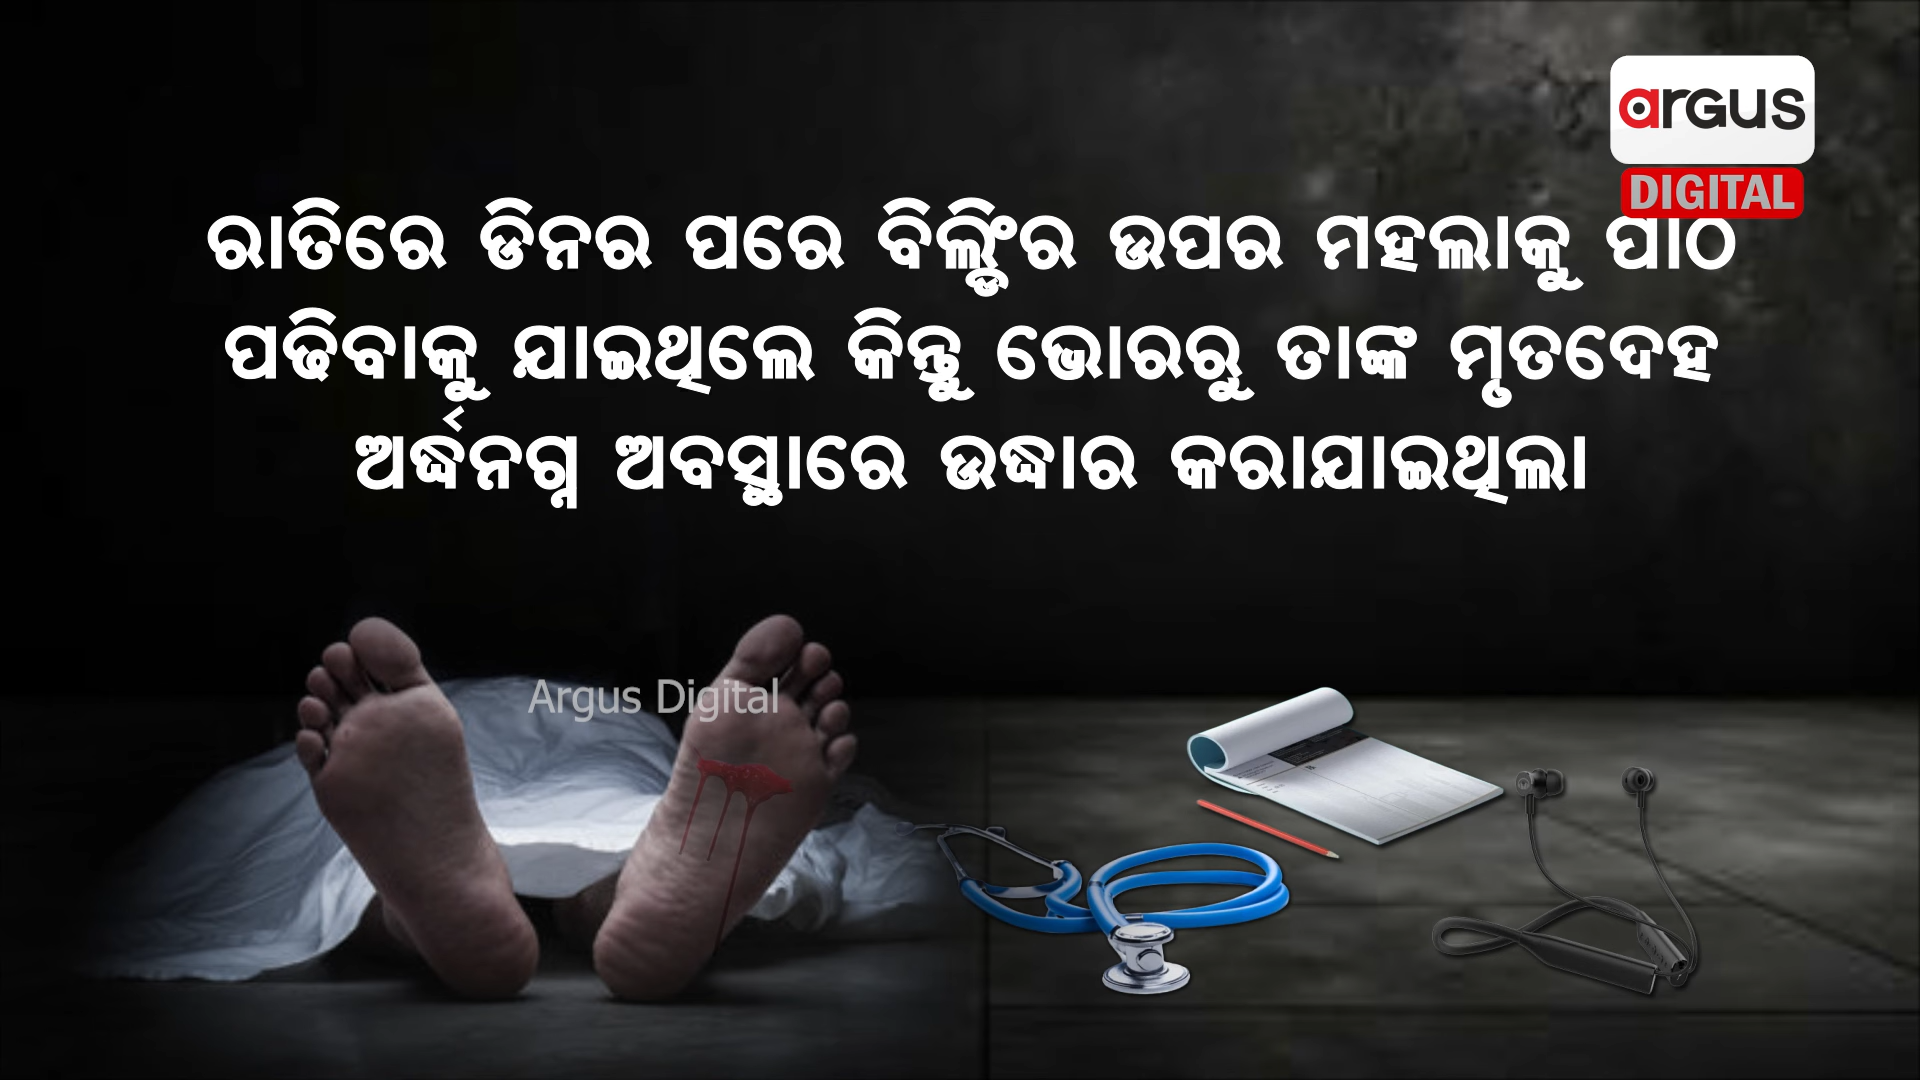 argus
DIGITAL
ରାତିରେ ଡିନର ପରେ ବିଲ୍ଡିଂର ଉପର ମହଲାକୁ ପାଠ
ପଢିବାକୁ ଯାଇଥିଲେ କିନ୍ତୁ ଭୋରରୁ ତାଙ୍କ ମୃତଦେହ
ଅର୍ଦ୍ଧନଗ୍ନ ଅବସ୍ଥାରେ ଉଦ୍ଧାର କରାଯାଇଥିଲା
Argus Digital